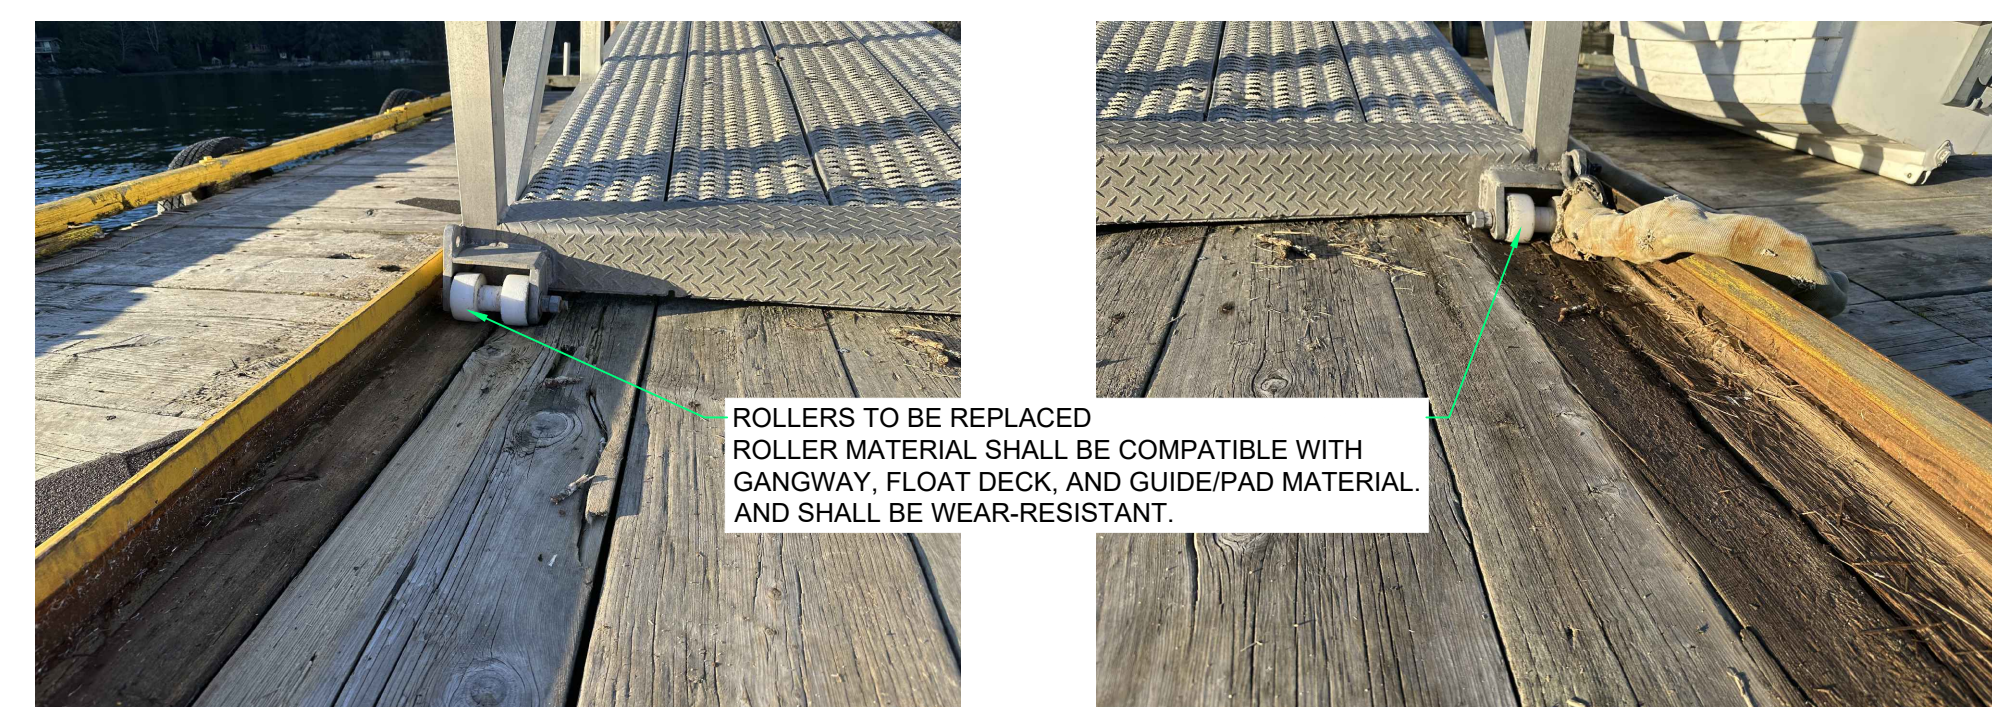 ROLLERS TO BE REPLACED
ROLLER MATERIAL SHALL BE COMPATIBLE WITH
GANGWAY, FLOAT DECK, AND GUIDE/PAD MATERIAL.
AND SHALL BE WEAR-RESISTANT.